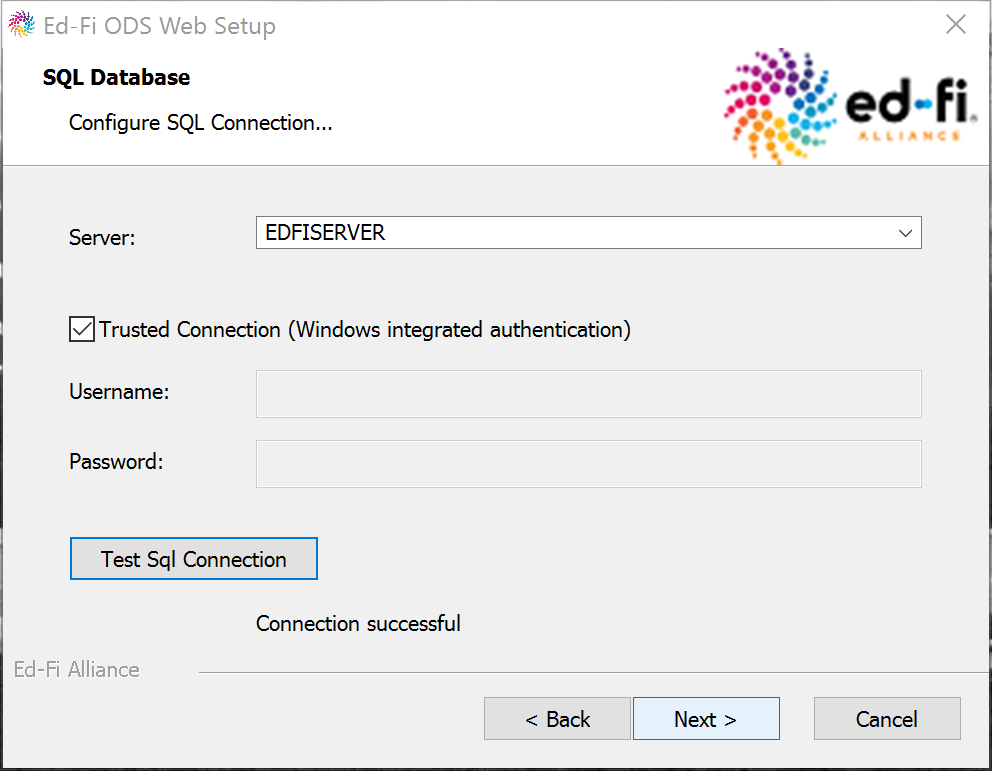 Ed-Fi ODS Web Setup
SQL Database
Configure SQL Connection...
ed-fi
ALLIANCE
Server:
EDFISERVER
Trusted Connection (Windows integrated authentication)
Username:
Password:
Test Sql Connection
Connection successful
Ed-Fi Alliance
< Back
Next >
Cancel